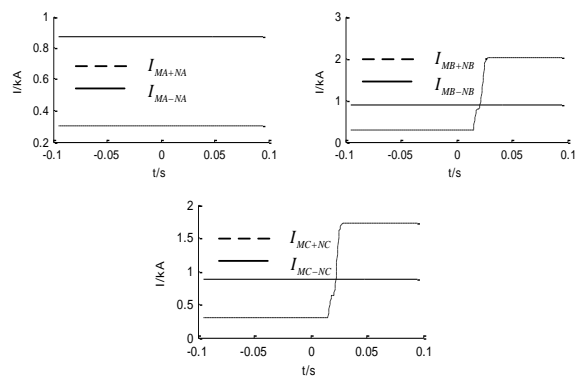 1
0.8
0.6
0.4
0.2
-0.1
-0.05
0
0.05
0.1
I/kA
t/s
I_{MA+NA}
I_{MA-NA}
3
2
1
0
-0.1
-0.05
0
0.05
0.1
I/kA
t/s
I_{MB+NB}
I_{MB-NB}
2
1.5
1
0.5
0
-0.1
-0.05
0
0.05
0.1
I/kA
t/s
I_{MC+NC}
I_{MC-NC}